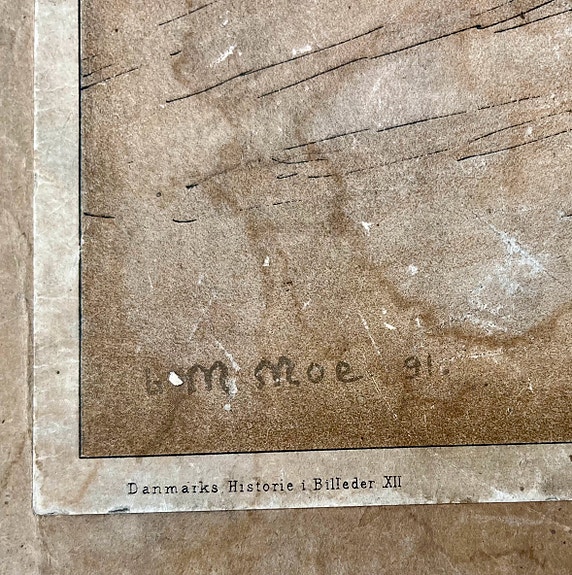 M Moe 91.
Danmarks Historie i Billeder XII